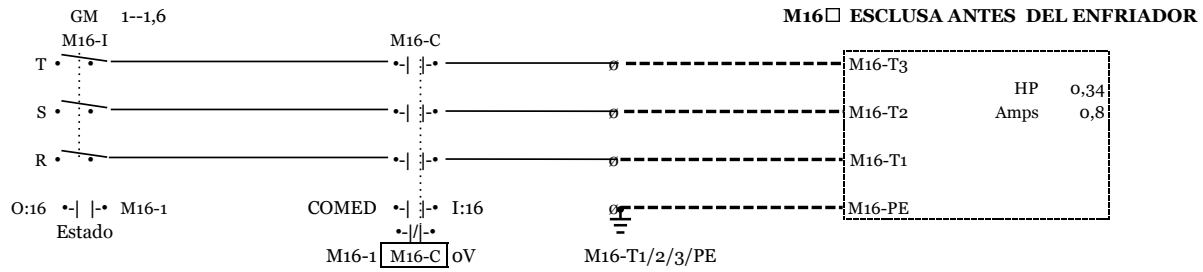 GM 1--1,6 M16□ ESCLUSA ANTES DEL ENFRIADOR
M16-I M16-C
T M16-T3
HP 0,34
S M16-T2 Amps 0,8
R M16-T1
O:16 M16-1 COMED I:16 M16-PE
Estado
M16-1 M16-C 0V M16-T1/2/3/PE